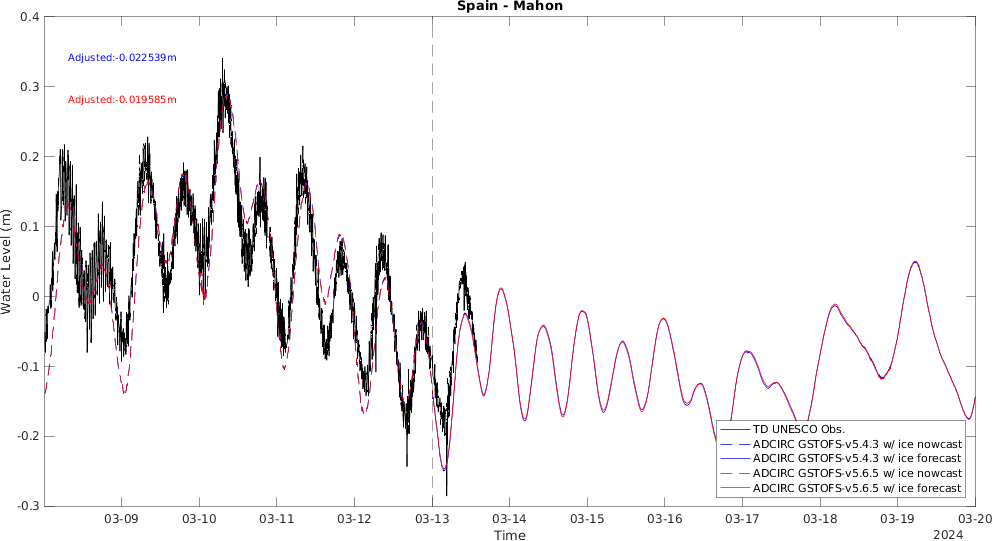 Spain - Mahon
0.4
0.3
0.2
0.1
0
-0.1
-0.2
-0.3
Water Level (m)
Adjusted:-0.022539m
Adjusted:-0.019585m
TD UNESCO Obs.
ADCIRC GSTOFS-v5.4.3 w/ ice nowcast
ADCIRC GSTOFS-v5.4.3 w/ ice forecast
ADCIRC GSTOFS-v5.6.5 w/ ice nowcast
ADCIRC GSTOFS-v5.6.5 w/ ice forecast
03-09 03-10 03-11 03-12 03-13 03-14 03-15 03-16 03-17 03-18 03-19 03-20
Time
2024